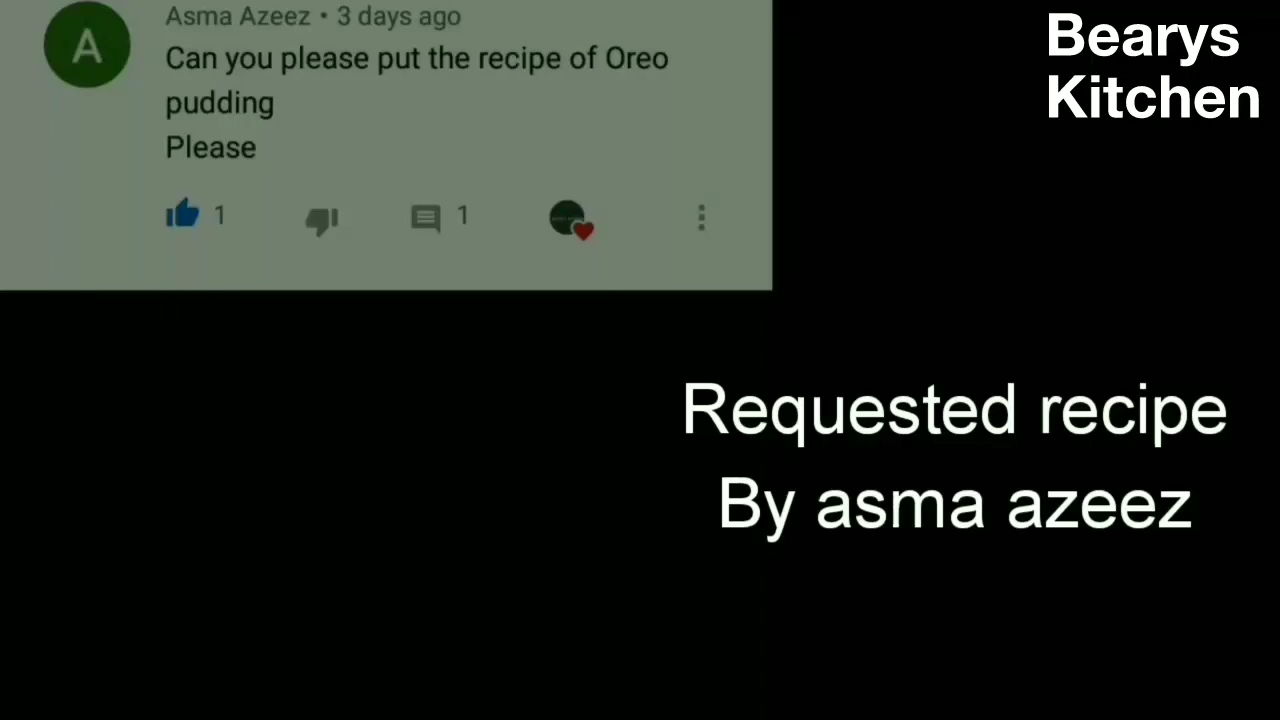 Asma Azeez • 3 days ago
Can you please put the recipe of Oreo
pudding
Please
A
1
1
Bearys
Kitchen
Requested recipe
By asma azeez